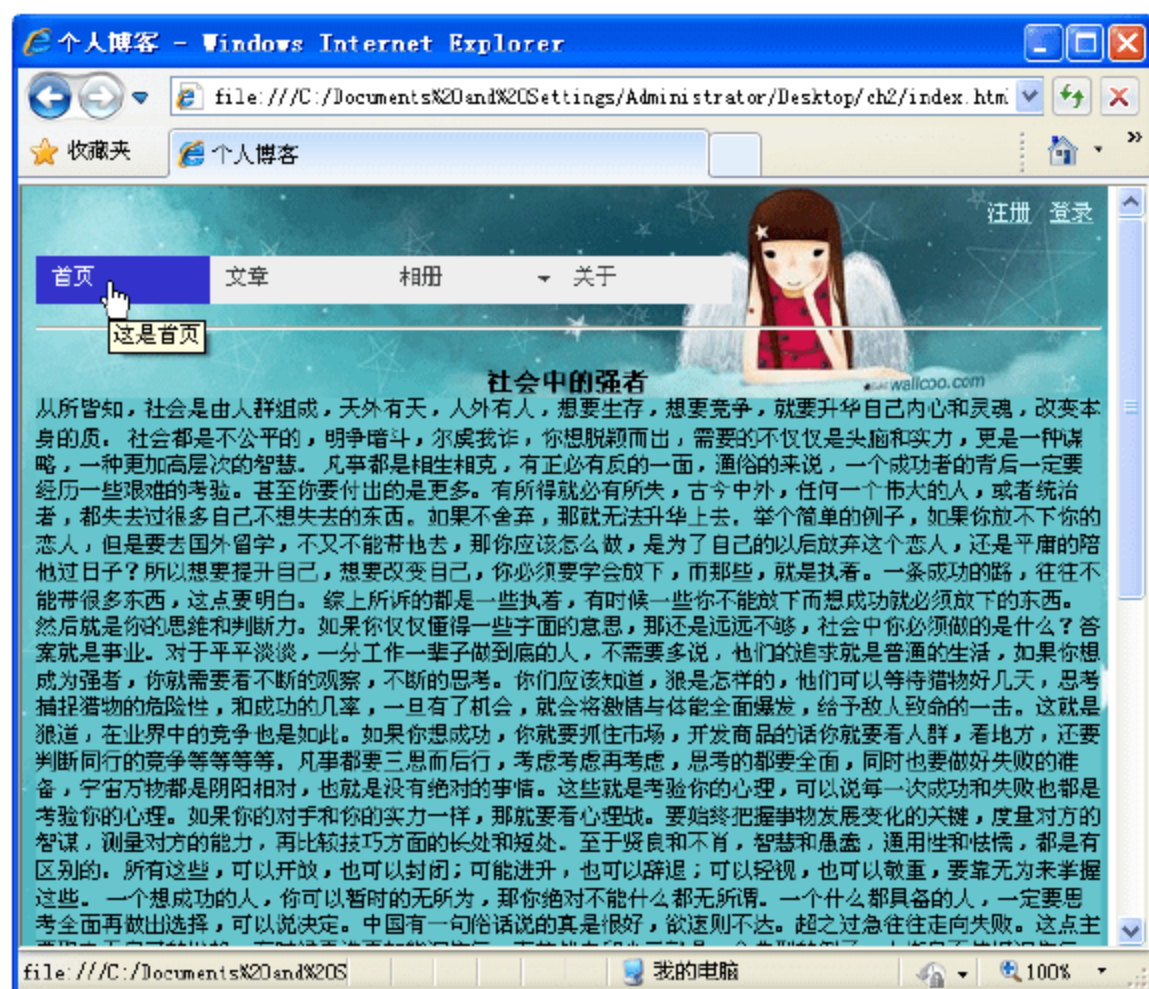 个人博客 - Windows Internet Explorer
file:///C:/Documents%20and%20Settings/Administrator/Desktop/ch2/index.htm
收藏夹
个人博客
注册 登录
首页 文章 相册 关于
这是首页
wallcoo.com
社会中的强者
从所皆知，社会是由人群组成，天外有天，人外有人，想要生存，想要竞争，就要升华自己内心和灵魂，改变本
身的质。 社会都是不公平的，明争暗斗，尔虞我诈，你想脱颖而出，需要的不仅仅是头脑和实力，更是一种谋
略，一种更加高层次的智慧。 凡事都是相生相克，有正必有反的一面，通俗的来说，一个成功者的背后一定要
经历一些艰难的考验。甚至你要付出的是更多。有所得就必有所失，古今中外，任何一个伟大的人，或者统治
者，都失去过很多自己不想失去的东西。如果不舍弃，那就无法升华上去。举个简单的例子，如果你放不下你的
恋人，但是要去国外留学，不又不能带他去，那你应该怎么做，是为了自己的以后放弃这个恋人，还是平庸的陪
他过日子？所以想要提升自己，想要改变自己，你必须要学会放下，而那些，就是执着。一条成功的路，往往不
能带很多东西，这点要明白。 综上所诉的都是一些执着，有时候一些你不能放下而想成功就必须放下的东西。
然后就是你的思维和判断力。如果你仅仅懂得一些字面的意思，那还是远远不够，社会中你必须做的是什么？答
案就是事业。对于平平淡淡，一分工作一辈子做到底的人，不需要多说，他们的追求就是普通的生活，如果你想
成为强者，你就需要看不断的观察，不断的思考。你们应该知道，狼是怎样的，他们可以等待猎物好几天，思考
捕捉猎物的危险性，和成功的几率，一旦有了机会，就会将激情与体能全面爆发，给予敌人致命的一击。这就是
狼道，在业界中的竞争也是如此。如果你想成功，你就要抓住市场，开发商品的话你就要看人群，看地方，还要
判断同行的竞争等等等等。凡事都要三思而后行，考虑考虑再考虑，思考的都要全面，同时也要做好失败的准
备，宇宙万物都是阴阳相对，也就是没有绝对的事情。这些就是考验你的心理，可以说每一次成功和失败也都是
考验你的心理。如果你的对手和你的实力一样，那就要看心理战。要始终把握事物发展变化的关键，度量对方的
智谋，测量对方的能力，再比较技巧方面的长处和短处。至于贤良和不肖，智慧和愚蠢，通用性和怯懦，都是有
区别的。所有这些，可以开放，也可以封闭；可能进升，也可以辞退；可以轻视，也可以敬重，要靠无为来掌握
这些。 一个想成功的人，你可以暂时的无所为，那你绝对不能什么都无所谓。一个什么都具备的人，一定要思
考全面再做出选择，可以说决定。中国有一句俗话说的真是很好，欲速则不达。超之过急往往走向失败。这点主
file:///C:/Documents%20and%20S
我的电脑
100%